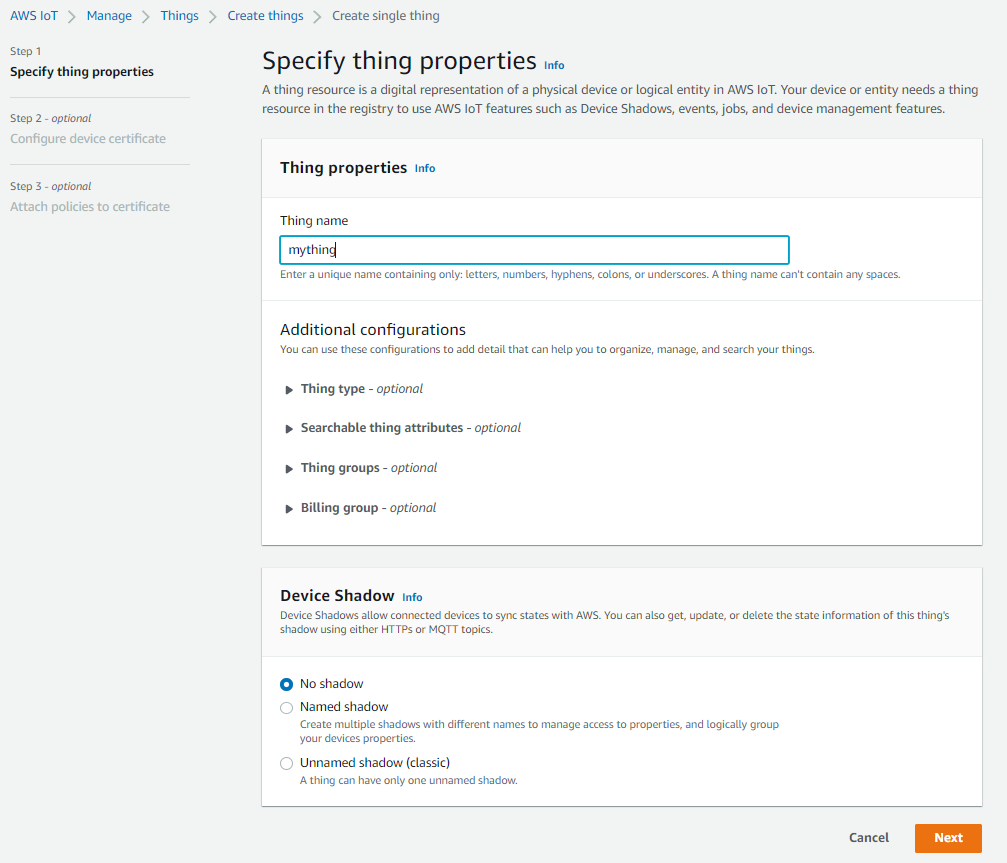 AWS IoT
Manage
Things
Create things
Create single thing
Step 1
Specify thing properties
Step 2 - optional
Configure device certificate
Step 3 - optional
Attach policies to certificate
Specify thing properties Info
A thing resource is a digital representation of a physical device or logical entity in AWS IoT. Your device or entity needs a thing
resource in the registry to use AWS IoT features such as Device Shadows, events, jobs, and device management features.
Thing properties Info
Thing name
mything
Enter a unique name containing only: letters, numbers, hyphens, colons, or underscores. A thing name can't contain any spaces.
Additional configurations
You can use these configurations to add detail that can help you to organize, manage, and search your things.
Thing type - optional
Searchable thing attributes - optional
Thing groups - optional
Billing group - optional
Device Shadow Info
Device Shadows allow connected devices to sync states with AWS. You can also get, update, or delete the state information of this thing's
shadow using either HTTPs or MQTT topics.
No shadow
Named shadow
Create multiple shadows with different names to manage access to properties, and logically group
your devices properties.
Unnamed shadow (classic)
A thing can have only one unnamed shadow.
Cancel
Next